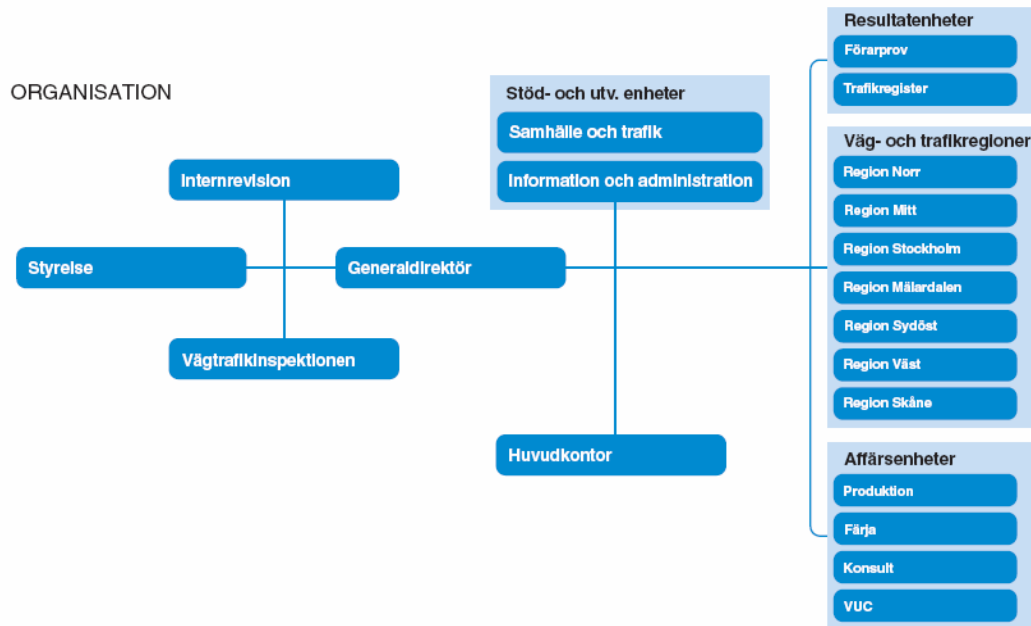 ORGANISATION
Internrevision
Styrelse
Generaldirektör
Vägtrafikinspektionen
Stöd- och utv. enheter
Samhälle och trafik
Information och administration
Huvudkontor
Resultatenheter
Förarprov
Trafikregister
Väg- och trafikregioner
Region Norr
Region Mitt
Region Stockholm
Region Mälardalen
Region Sydöst
Region Väst
Region Skåne
Affärsenheter
Produktion
Färja
Konsult
VUC